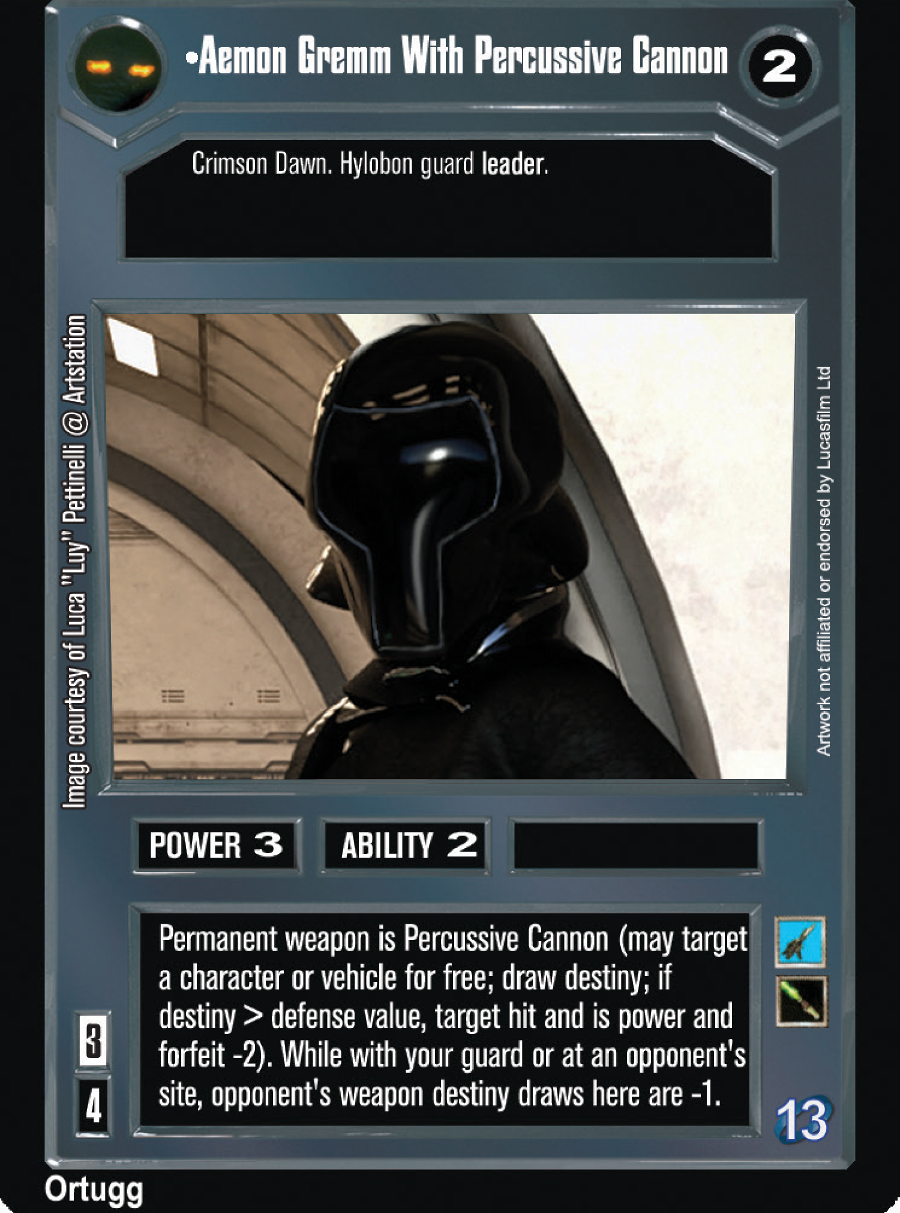 •Aemon Gremm With Percussive Cannon
2
Crimson Dawn. Hylobon guard leader.
Image courtesy of Luca "Luy" Pettinelli @ Artstation
Artwork not affiliated or endorsed by Lucasfilm Ltd
POWER 3
ABILITY 2
Permanent weapon is Percussive Cannon (may target
a character or vehicle for free; draw destiny; if
destiny > defense value, target hit and is power and
forfeit -2). While with your guard or at an opponent's
site, opponent's weapon destiny draws here are -1.
3
4
13
Ortugg